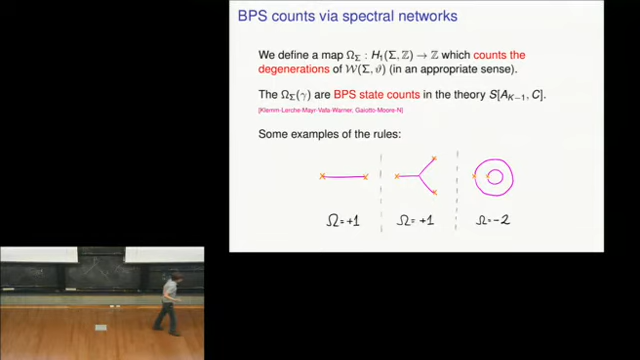 BPS counts via spectral networks
We define a map Ω_Σ : H₁(Σ, ℤ) → ℤ which counts the
degenerations of 𝒲(Σ, ϑ) (in an appropriate sense).
The Ω_Σ(γ) are BPS state counts in the theory S[A_{K−1}, C].
[Klemm-Lerche-Mayr-Vafa-Warner, Gaiotto-Moore-N]
Some examples of the rules:
Ω=+1 Ω=+1 Ω=−2